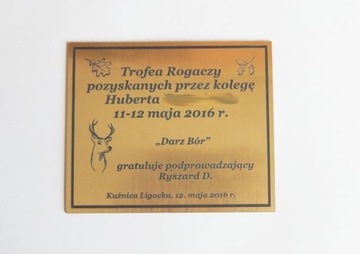 Trofea Rogaczy
pozyskanych przez kolegę
Huberta
11-12 maja 2016 r.
„Darz Bór”
gratuluje podprowadzający
Ryszard D.
Kuźnica Ligocka, 12. maja 2016 r.